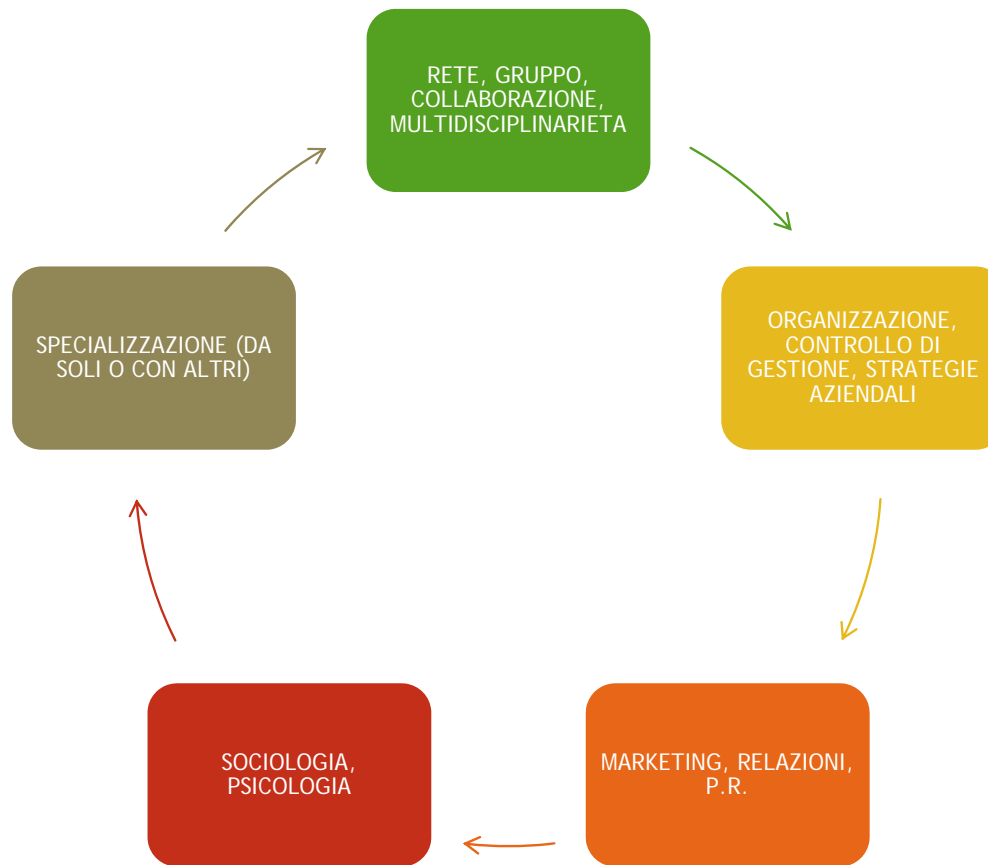 RETE, GRUPPO,
COLLABORAZIONE,
MULTIDISCIPLINARIETA
ORGANIZZAZIONE,
CONTROLLO DI
GESTIONE, STRATEGIE
AZIENDALI
MARKETING, RELAZIONI,
P.R.
SOCIOLOGIA,
PSICOLOGIA
SPECIALIZZAZIONE (DA
SOLI O CON ALTRI)